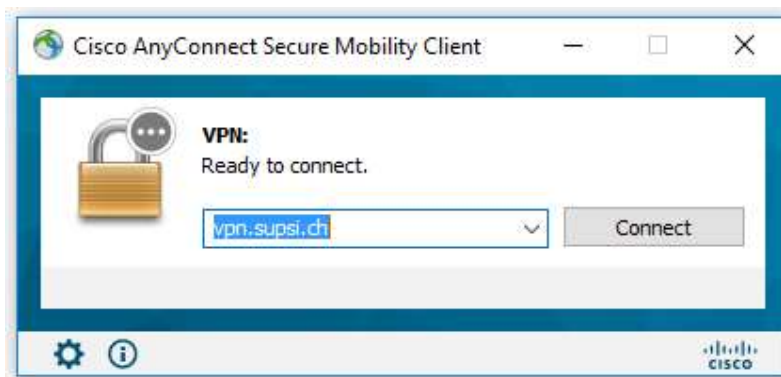 Cisco AnyConnect Secure Mobility Client
VPN:
Ready to connect.
vpn.supsi.ch
Connect
CISCO